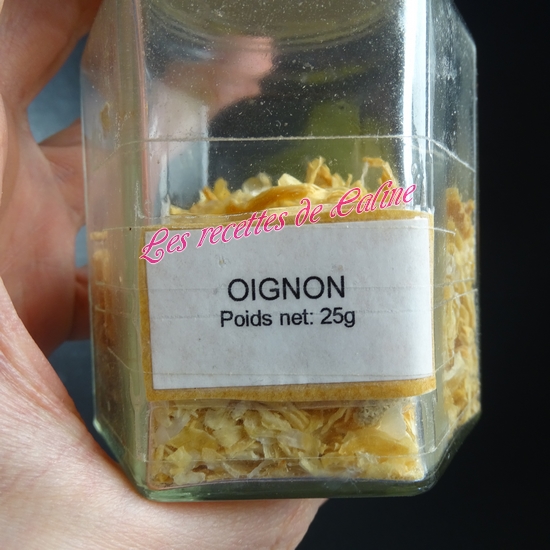 Les recettes de Caline
OIGNON
Poids net: 25g